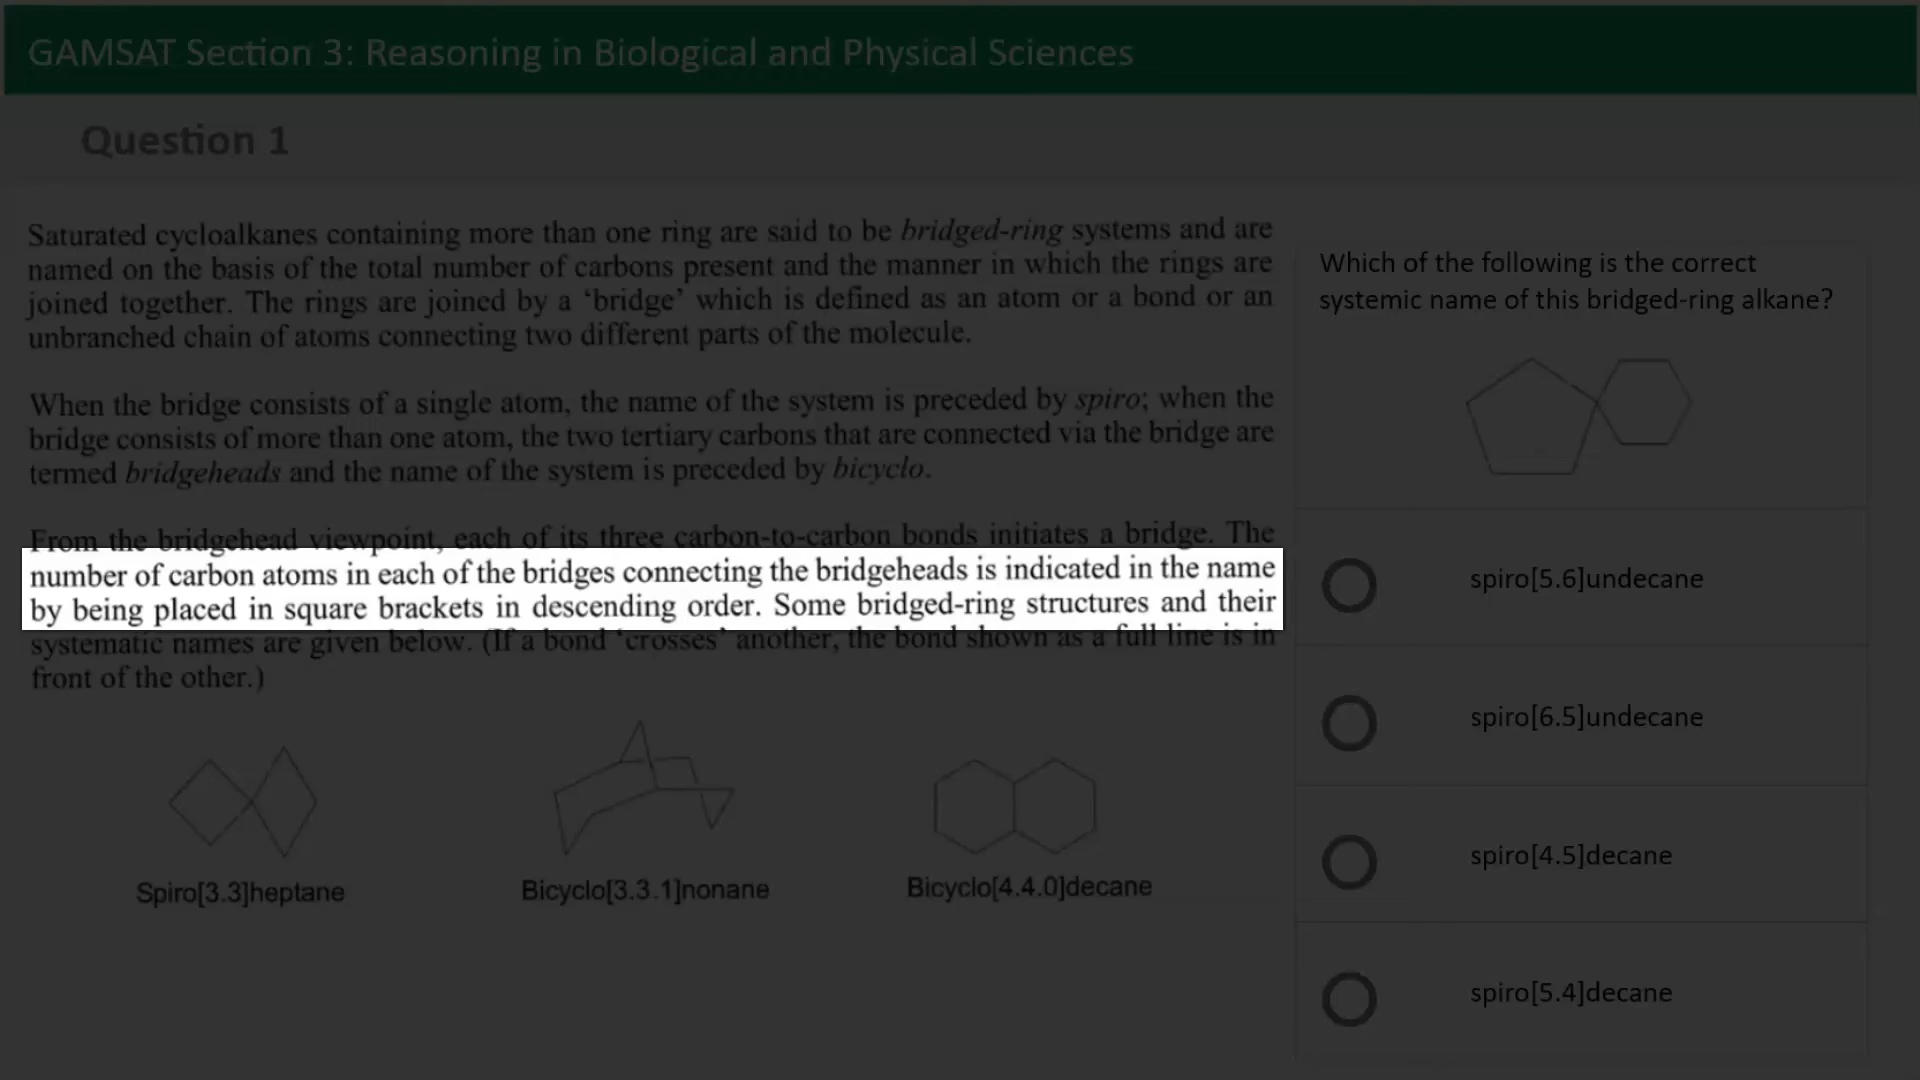 GAMSAT Section 3: Reasoning in Biological and Physical Sciences
Question 1
Saturated cycloalkanes containing more than one ring are said to be bridged-ring systems and are
named on the basis of the total number of carbons present and the manner in which the rings are
joined together. The rings are joined by a ‘bridge’ which is defined as an atom or a bond or an
unbranched chain of atoms connecting two different parts of the molecule.
When the bridge consists of a single atom, the name of the system is preceded by spiro; when the
bridge consists of more than one atom, the two tertiary carbons that are connected via the bridge are
termed bridgeheads and the name of the system is preceded by bicyclo.
From the bridgehead viewpoint, each of its three carbon-to-carbon bonds initiates a bridge. The
number of carbon atoms in each of the bridges connecting the bridgeheads is indicated in the name
by being placed in square brackets in descending order. Some bridged-ring structures and their
systematic names are given below. (If a bond ‘crosses’ another, the bond shown as a full line is in
front of the other.)
Spiro[3.3]heptane
Bicyclo[3.3.1]nonane
Bicyclo[4.4.0]decane
Which of the following is the correct
systemic name of this bridged-ring alkane?
spiro[5.6]undecane
spiro[6.5]undecane
spiro[4.5]decane
spiro[5.4]decane